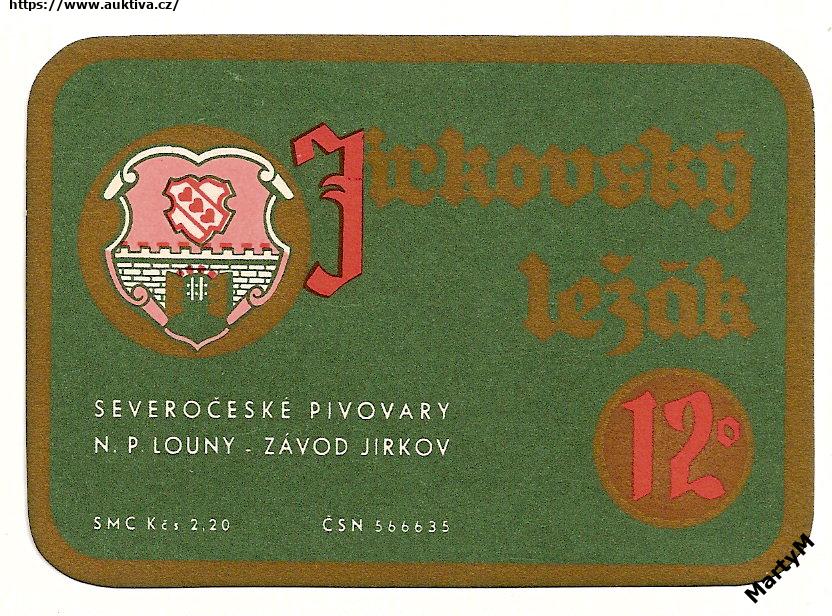 https://www.auktiva.cz/
Jirkovský
ležák
12°
SEVEROČESKÉ PIVOVARY
N. P. LOUNY - ZÁVOD JIRKOV
SMC Kčs 2,20 ČSN 566635
MartyM